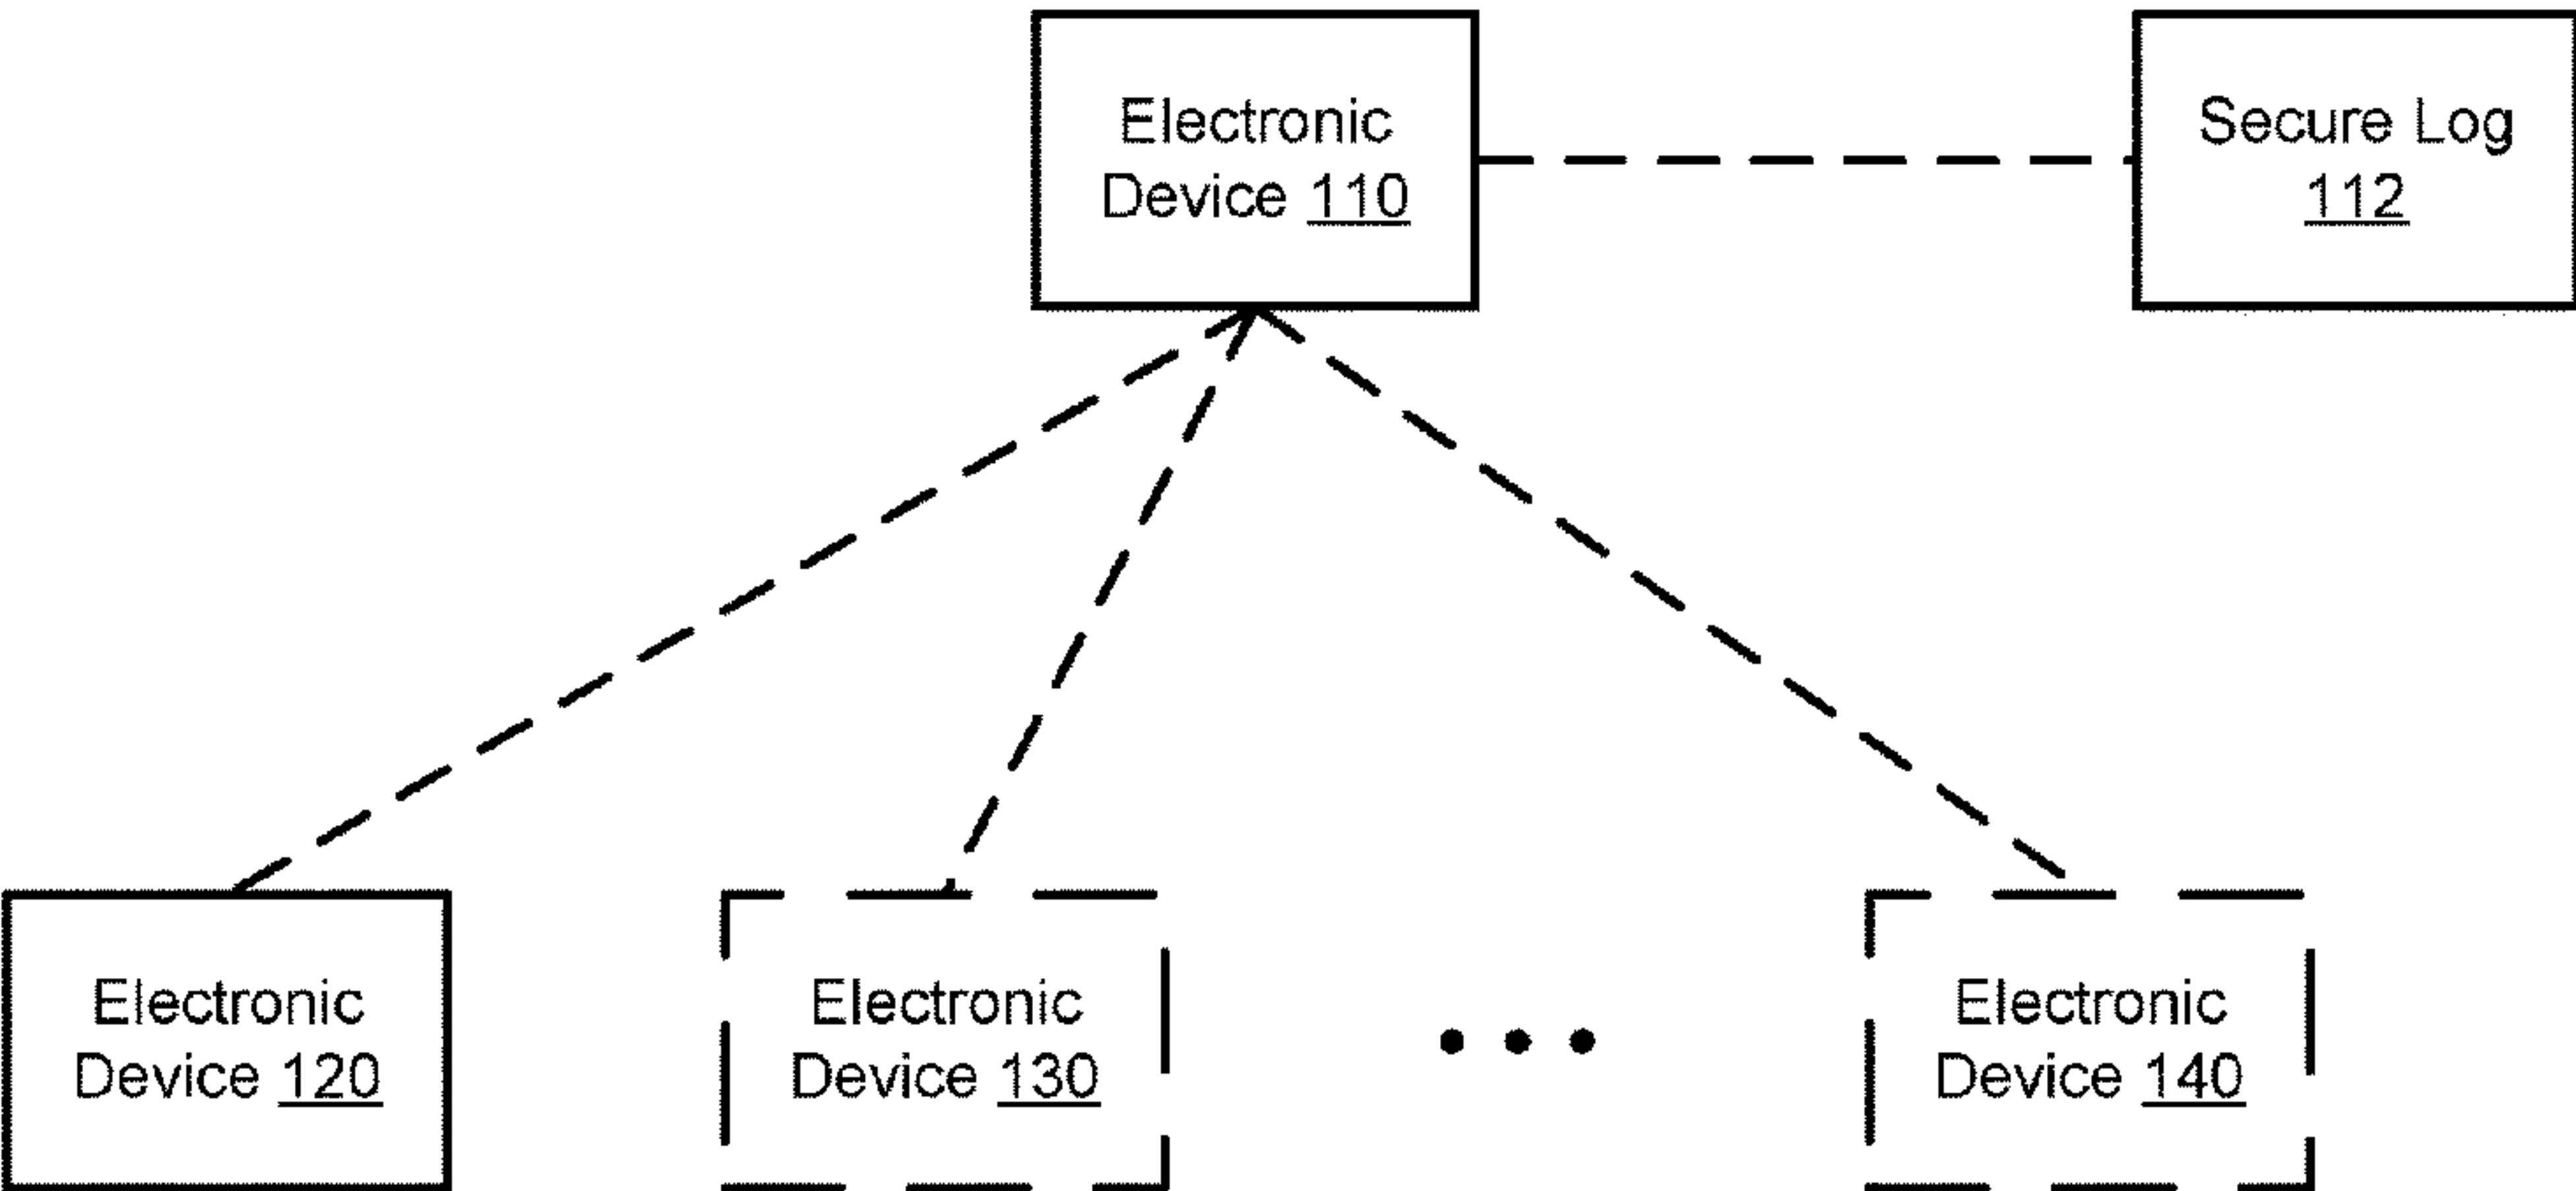 Electronic
Device 110
Secure Log
112
Electronic
Device 120
Electronic
Device 130
Electronic
Device 140